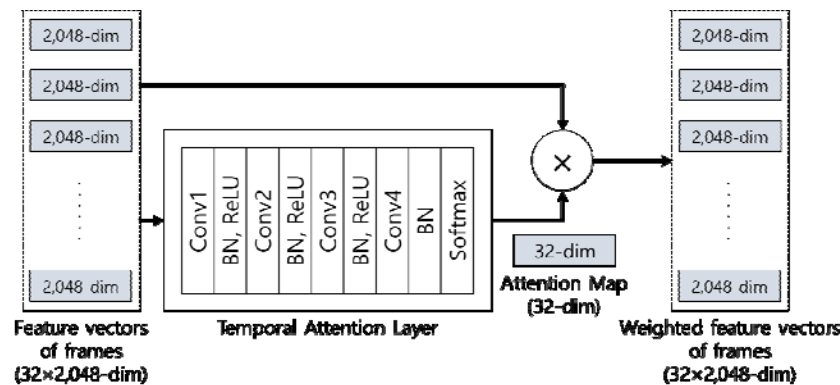 2,048-dim
2,048-dim
2,048-dim
2,048 dim
Feature vectors
of frames
(32×2,048-dim)
Conv1
BN, ReLU
Conv2
BN, ReLU
Conv3
BN, ReLU
Conv4
BN
Softmax
Temporal Attention Layer
×
32-dim
Attention Map
(32-dim)
2,048-dim
2,048-dim
2,048-dim
2,048-dim
Weighted feature vectors
of frames
(32×2,048-dim)